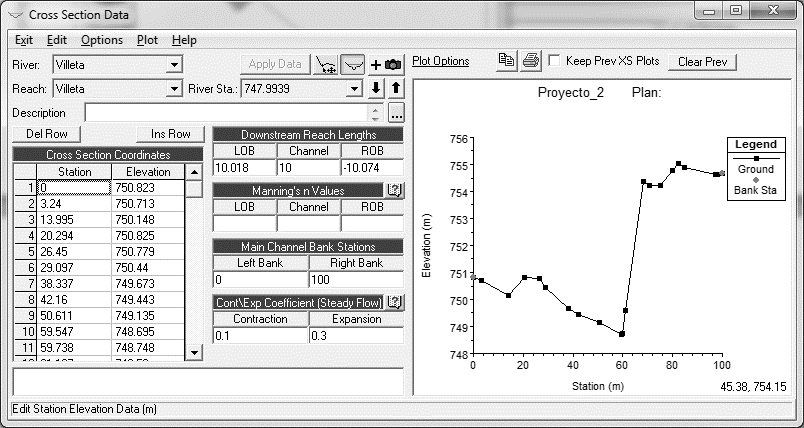 Cross Section Data
Exit Edit Options Plot Help
River: Villeta Apply Data
Reach: Villeta River Sta.: 747.9939
Description ...
Del Row Ins Row
Cross Section Coordinates
Station Elevation
1 0 750.823
2 3.24 750.713
3 13.995 750.148
4 20.294 750.825
5 26.45 750.779
6 29.097 750.44
7 38.337 749.673
8 42.16 749.443
9 50.611 749.135
10 59.547 748.695
11 59.738 748.748
Downstream Reach Lengths
LOB Channel ROB
10.018 10 -10.074
Manning's n Values
LOB Channel ROB
Main Channel Bank Stations
Left Bank Right Bank
0 100
Cont\Exp Coefficient (Steady Flow)
Contraction Expansion
0.1 0.3
Edit Station Elevation Data (m)
Plot Options Keep Prev XS Plots Clear Prev
Proyecto_2 Plan:
756
755
754
753
752
751
750
749
748
Elevation (m)
0 20 40 60 80 100
Station (m)
Legend
Ground
Bank Sta
45.38, 754.15